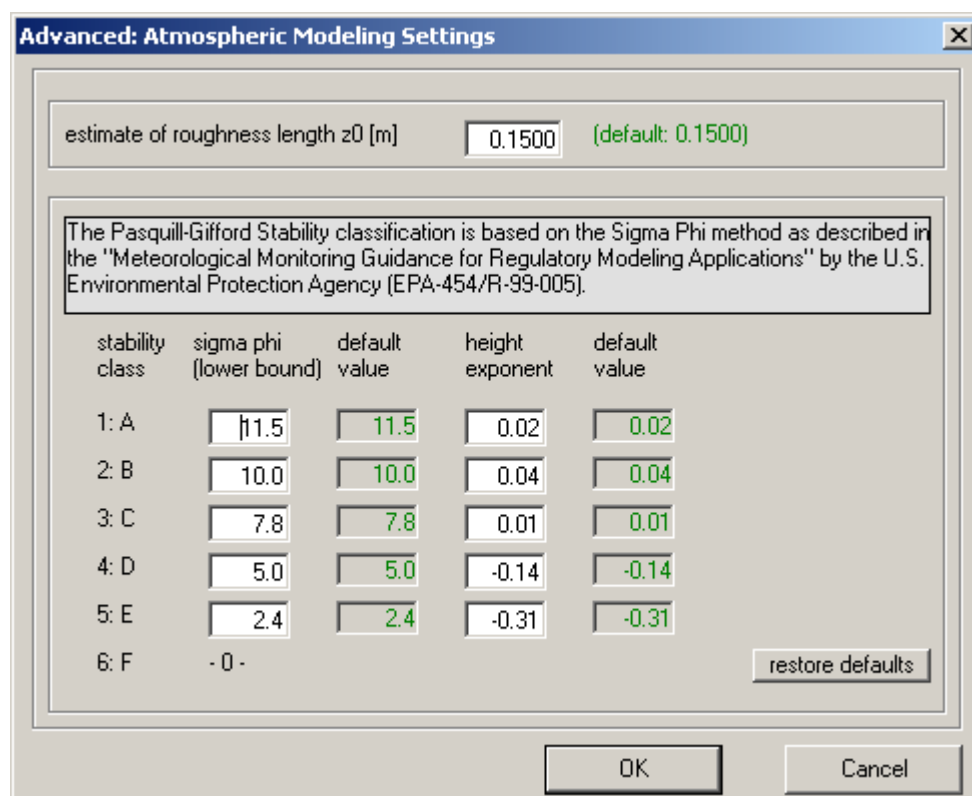 Advanced: Atmospheric Modeling Settings
estimate of roughness length z0 [m] 0.1500 (default: 0.1500)
The Pasquill-Gifford Stability classification is based on the Sigma Phi method as described in
the "Meteorological Monitoring Guidance for Regulatory Modeling Applications" by the U.S.
Environmental Protection Agency (EPA-454/R-99-005).
stability sigma phi default height default
class (lower bound) value exponent value
1: A 11.5 11.5 0.02 0.02
2: B 10.0 10.0 0.04 0.04
3: C 7.8 7.8 0.01 0.01
4: D 5.0 5.0 -0.14 -0.14
5: E 2.4 2.4 -0.31 -0.31
6: F - 0 - restore defaults
OK Cancel